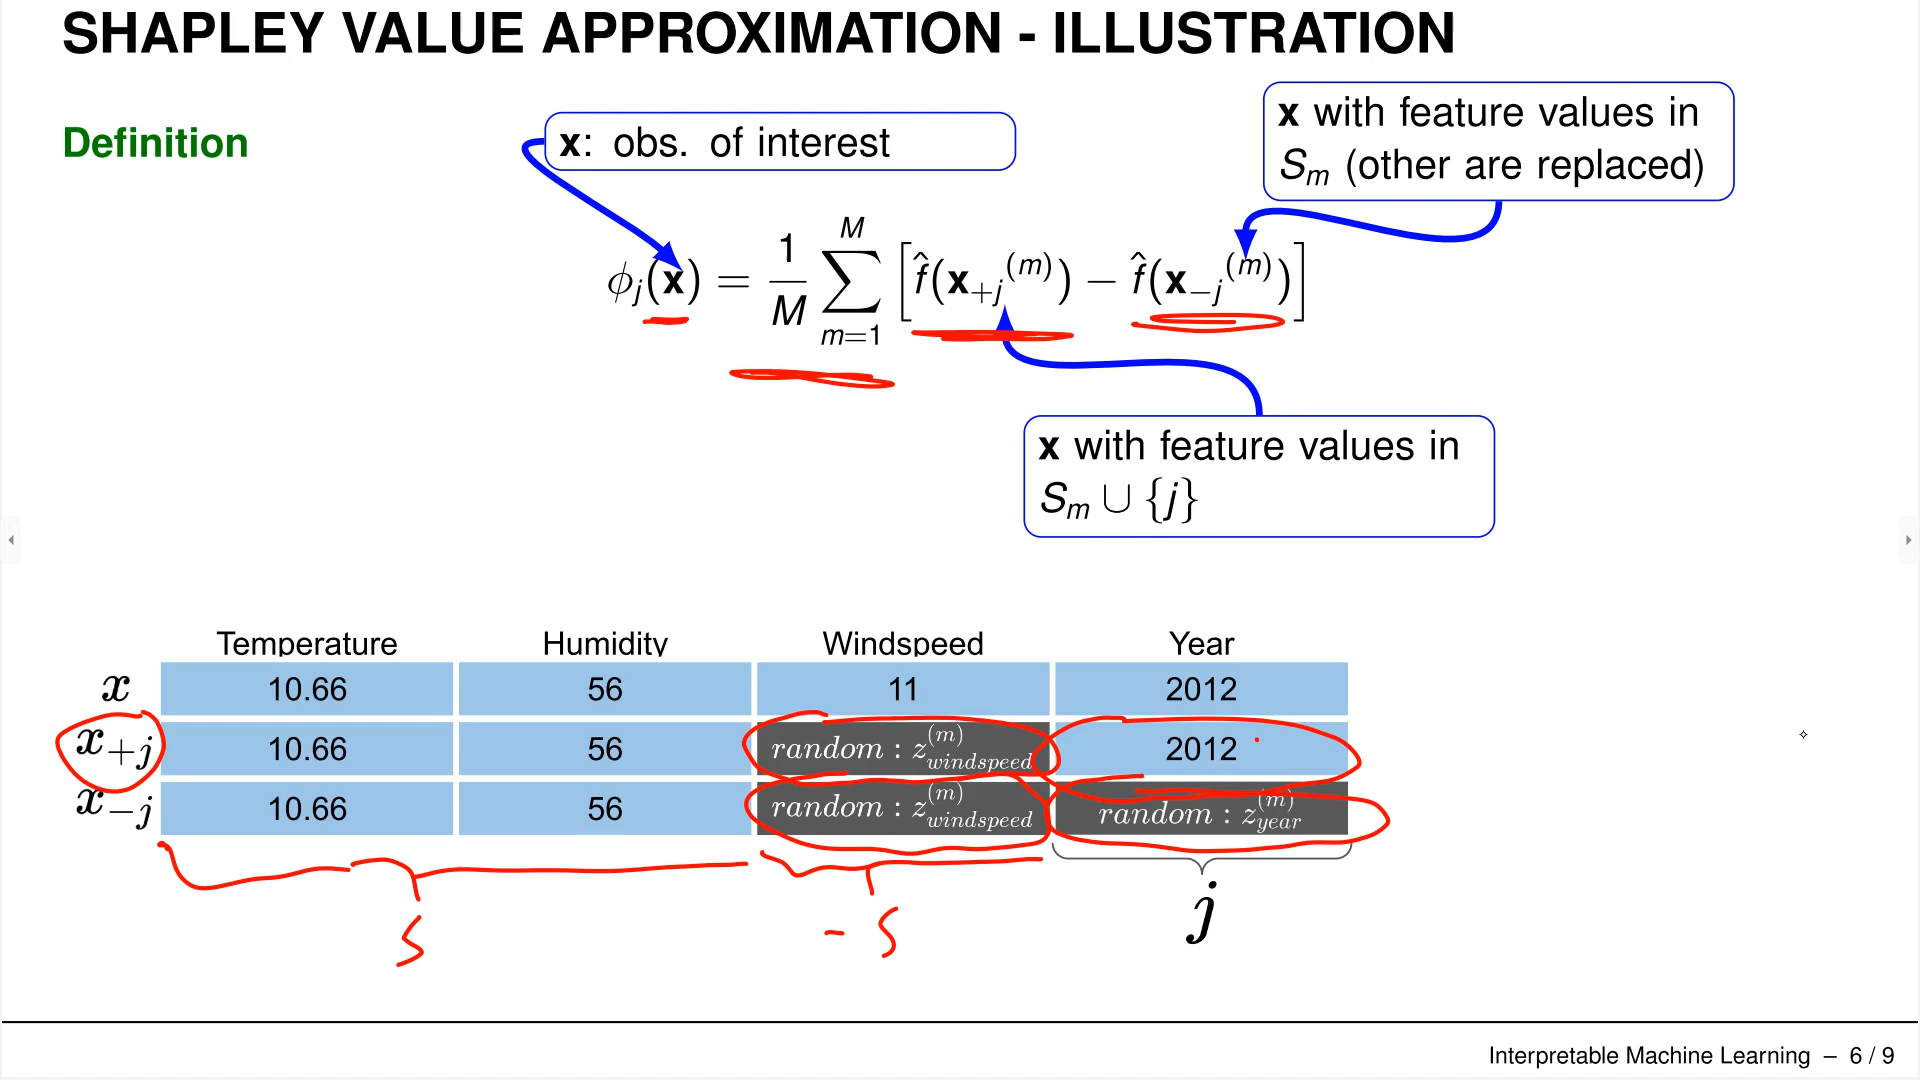 SHAPLEY VALUE APPROXIMATION - ILLUSTRATION
Definition
x: obs. of interest
x with feature values in
S_m (other are replaced)
ϕ_j(x) = 1/M ∑_{m=1}^{M} [f̂(x_{+j}^{(m)}) − f̂(x_{−j}^{(m)})]
x with feature values in
S_m ∪ {j}
Temperature Humidity Windspeed Year
x 10.66 56 11 2012
x_{+j} 10.66 56 random : z_{windspeed}^{(m)} 2012
x_{−j} 10.66 56 random : z_{windspeed}^{(m)} random : z_{year}^{(m)}
S - S j
Interpretable Machine Learning – 6 / 9